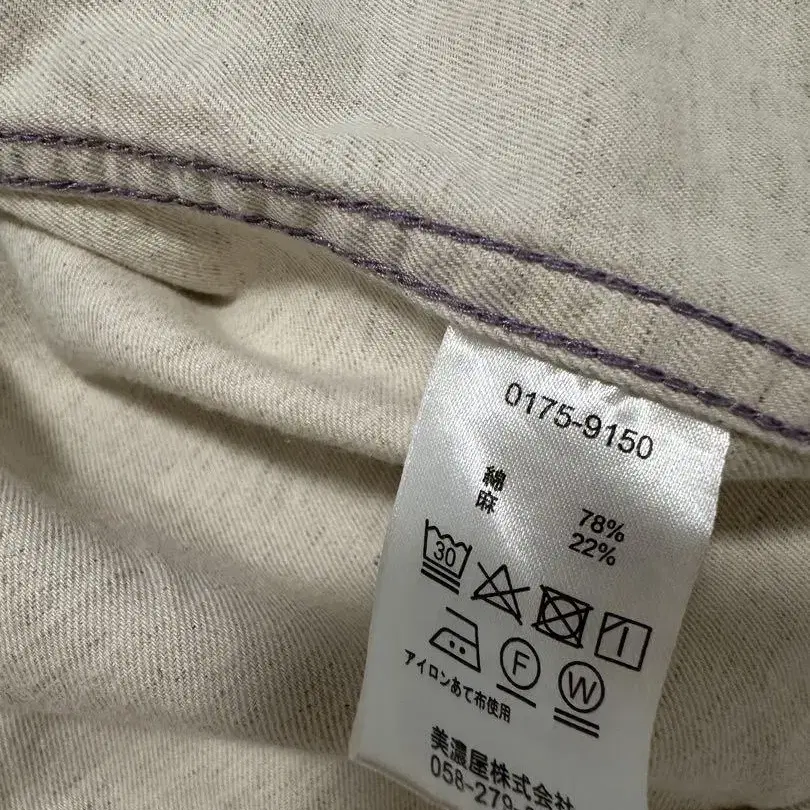 0175-9150
綿 78%
麻 22%
30
F W
アイロンあて布使用
美濃屋株式会社
058-279-